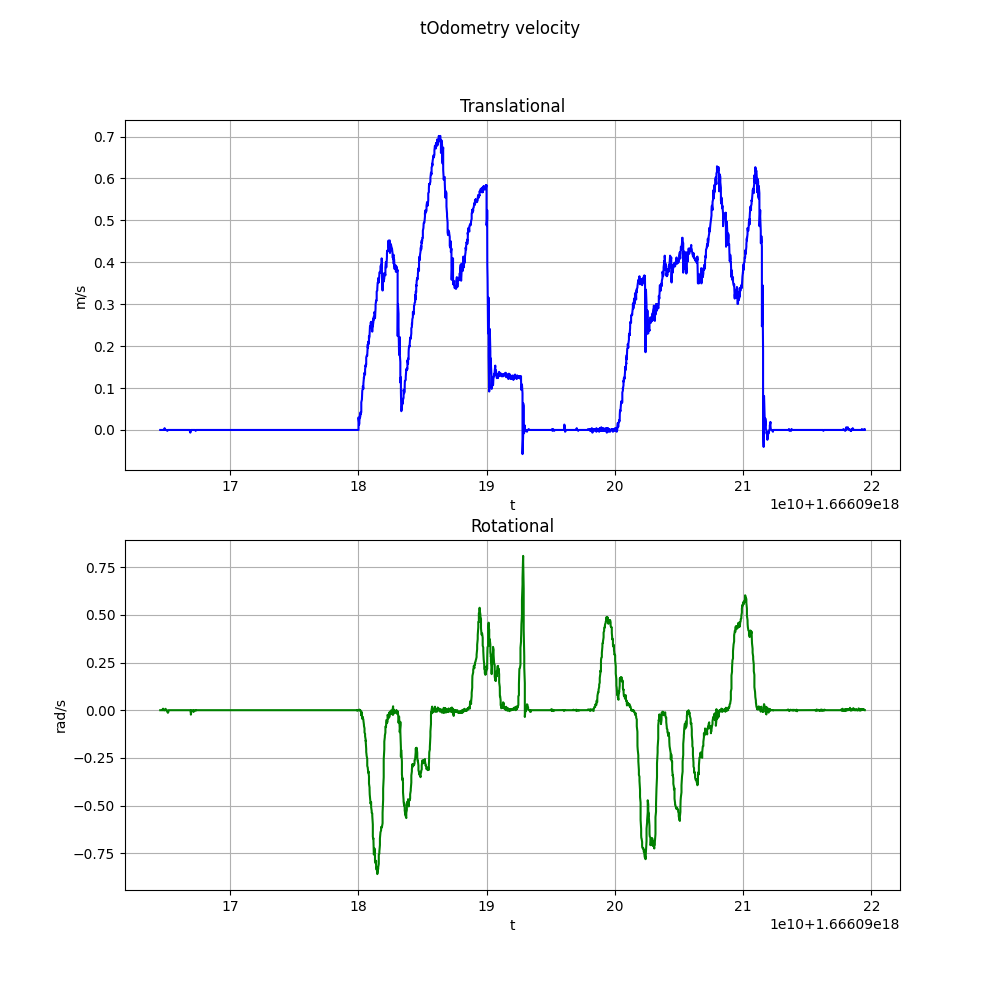 tOdometry velocity
Translational
0.7
0.6
0.5
0.4
0.3
0.2
0.1
0.0
m/s
17 18 19 20 21 22
t
1e10+1.66609e18
Rotational
0.75
0.50
0.25
0.00
−0.25
−0.50
−0.75
rad/s
17 18 19 20 21 22
t
1e10+1.66609e18